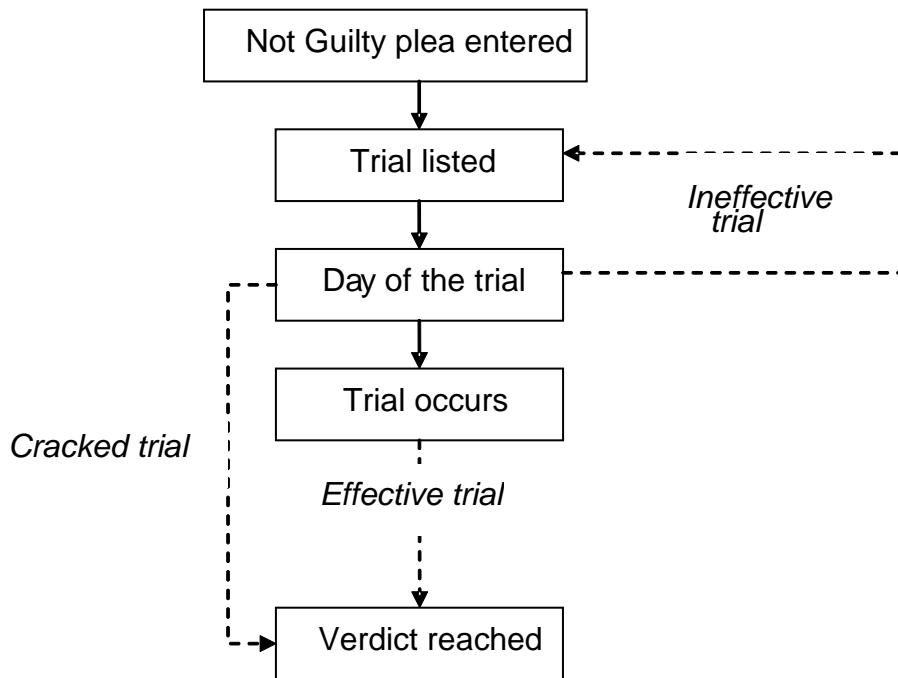 Not Guilty plea entered
Trial listed
Ineffective
trial
Day of the trial
Trial occurs
Cracked trial
Effective trial
Verdict reached